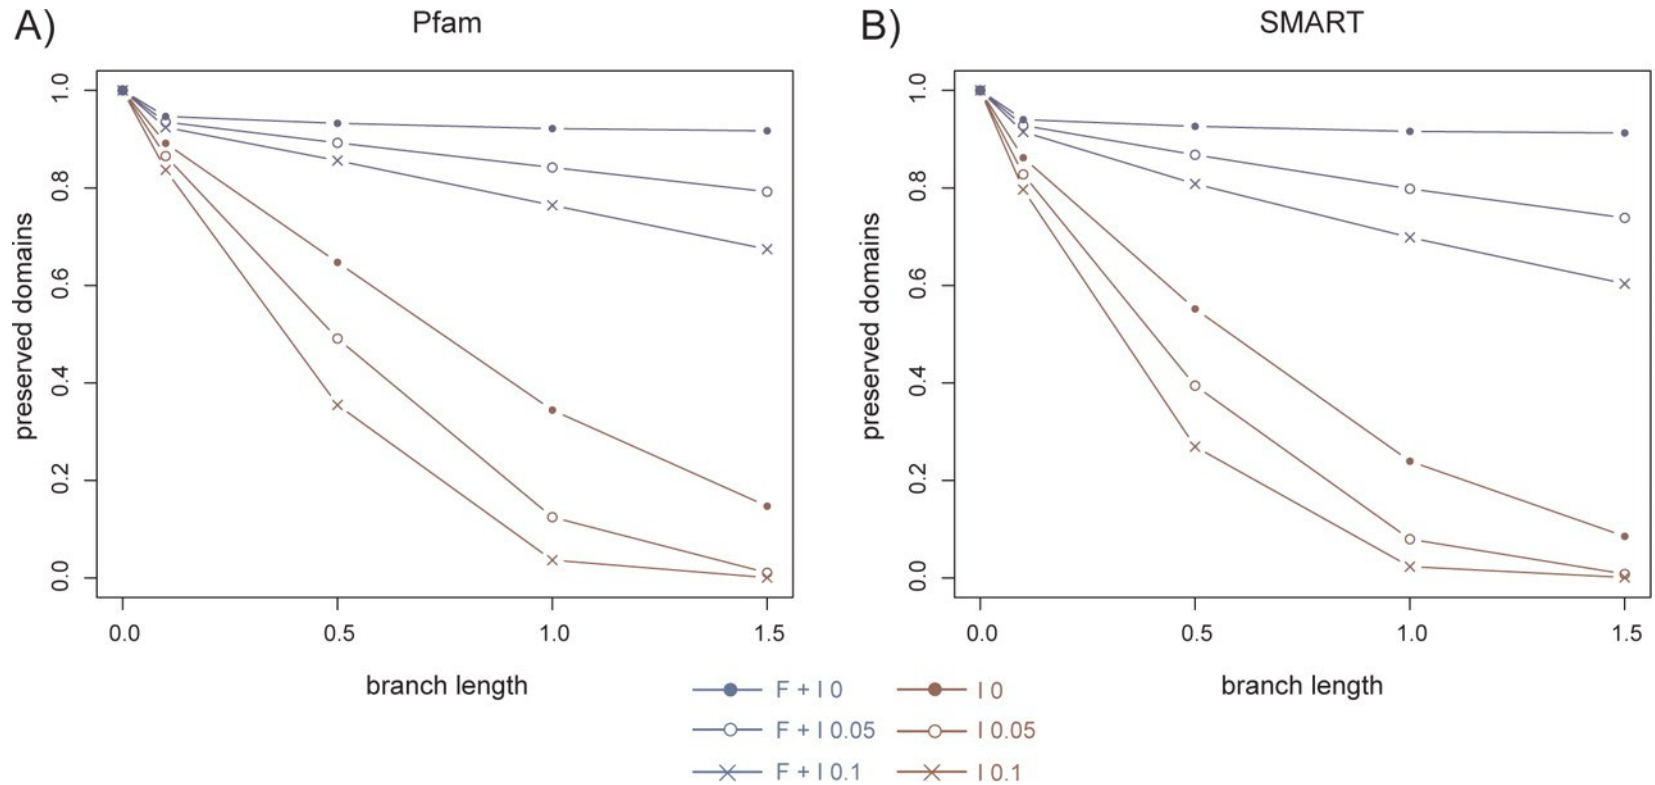 A)
Pfam
preserved domains
1.0
0.8
0.6
0.4
0.2
0.0
0.0 0.5 1.0 1.5
branch length
B)
SMART
preserved domains
1.0
0.8
0.6
0.4
0.2
0.0
0.0 0.5 1.0 1.5
branch length
F + I 0
I 0
F + I 0.05
I 0.05
F + I 0.1
I 0.1